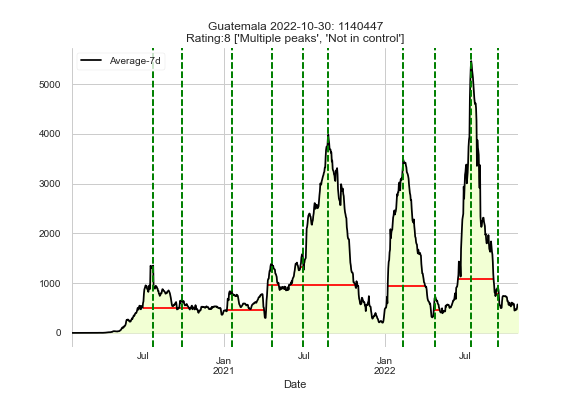 Guatemala 2022-10-30: 1140447
Rating:8 ['Multiple peaks', 'Not in control']
Average-7d
5000
4000
3000
2000
1000
0
Jul
Jan
2021
Jul
Jan
2022
Jul
Date